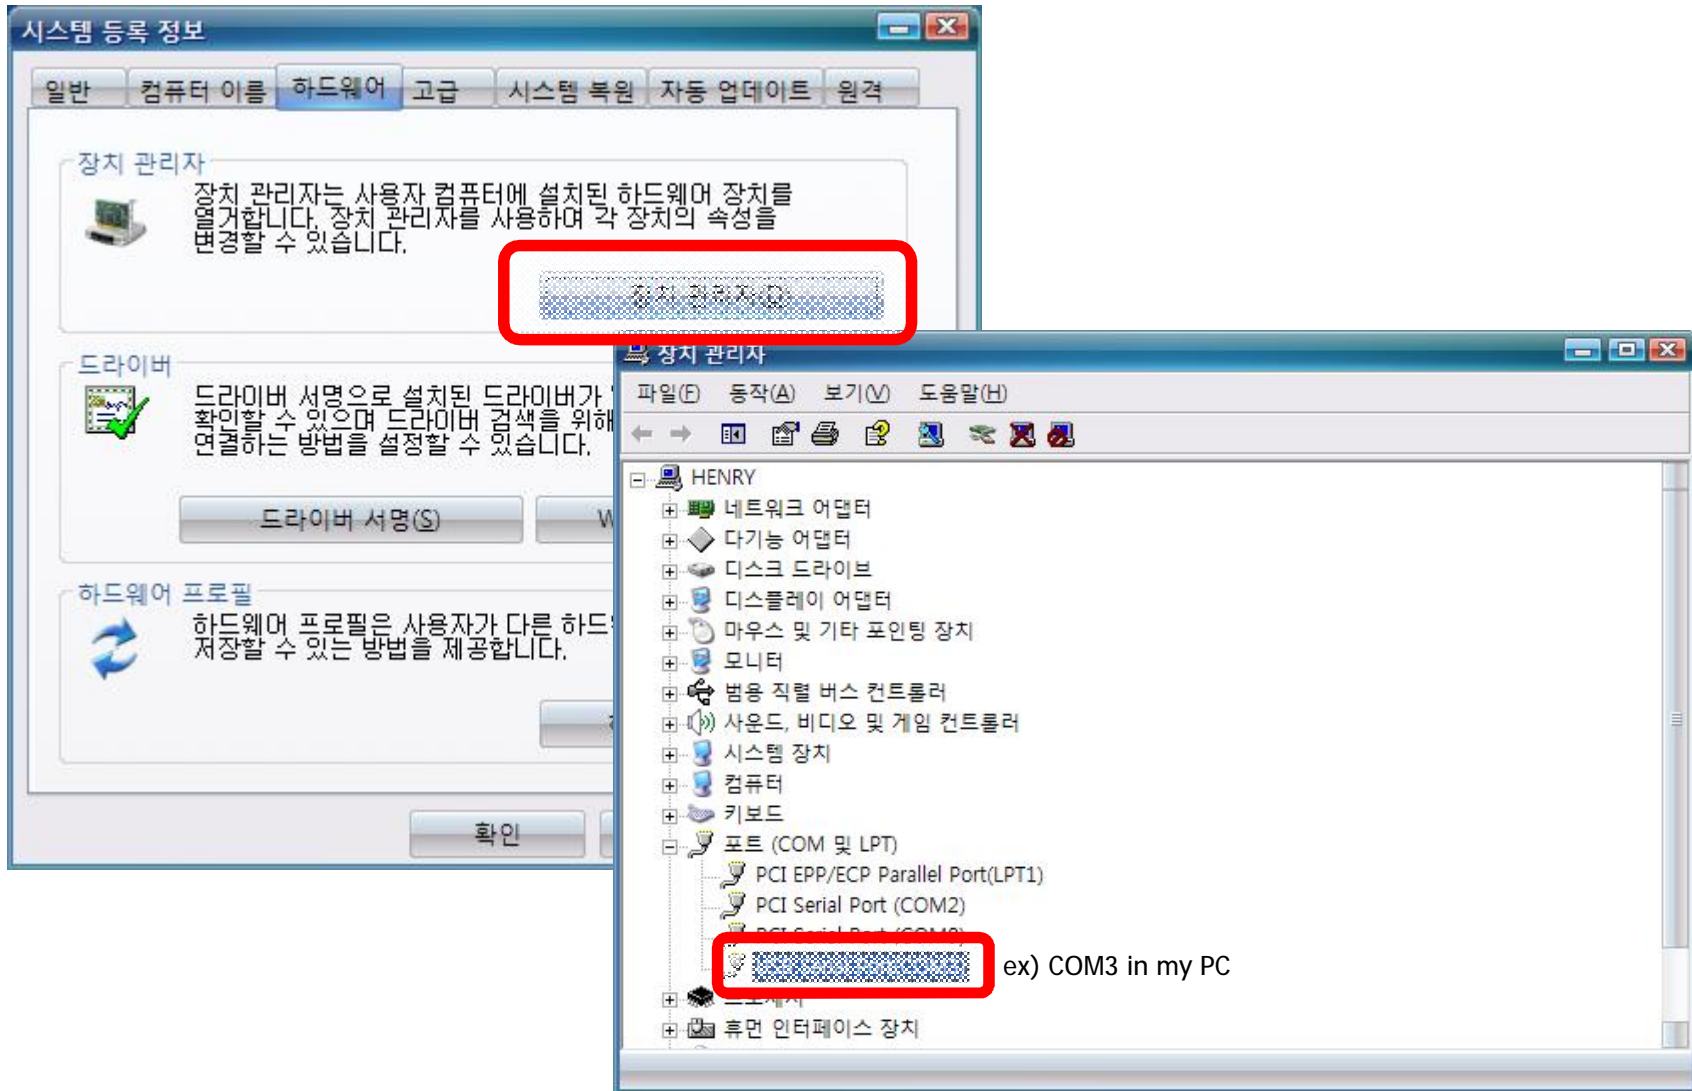 시스템 등록 정보
일반 컴퓨터 이름 하드웨어 고급 시스템 복원 자동 업데이트 원격
장치 관리자
장치 관리자는 사용자 컴퓨터에 설치된 하드웨어 장치를
열거합니다. 장치 관리자를 사용하여 각 장치의 속성을
변경할 수 있습니다.
장치 관리자(D)
드라이버
드라이버 서명으로 설치된 드라이버가
확인할 수 있으며 드라이버 검색을 위해
연결하는 방법을 설정할 수 있습니다.
드라이버 서명(S) W
하드웨어 프로필
하드웨어 프로필은 사용자가 다른 하드
저장할 수 있는 방법을 제공합니다.
확인
장치 관리자
파일(F) 동작(A) 보기(V) 도움말(H)
HENRY
네트워크 어댑터
다기능 어댑터
디스크 드라이브
디스플레이 어댑터
마우스 및 기타 포인팅 장치
모니터
범용 직렬 버스 컨트롤러
사운드, 비디오 및 게임 컨트롤러
시스템 장치
컴퓨터
키보드
포트 (COM 및 LPT)
PCI EPP/ECP Parallel Port(LPT1)
PCI Serial Port (COM2)
PCI Serial Port
ex) COM3 in my PC
프로세서
휴먼 인터페이스 장치